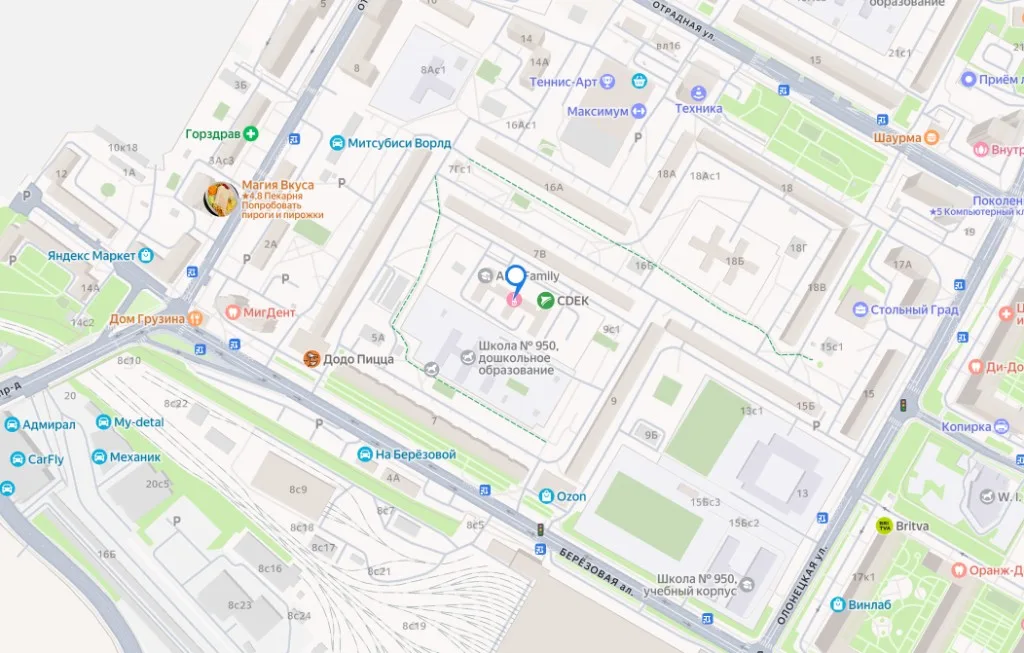 5
ОТРАДНАЯ ул.
образование
14
вл16
21с1
14А
15
8
8Ас1
Теннис-Арт
3Б
Техника
Приём
Максимум
16Ас1
Горздрав
Митсубиси Ворлд
Шаурма
10к18
3Ас3
12
1А
7Гс1
18А
18Ас1
Внутр
Магия Вкуса
★4,8 Пекарня
Попробовать
пироги и пирожки
P
16А
18
Поколен
★5 Компьютерный
19
2А
Яндекс Маркет
7В
18Г
18Б
16Б
17А
Family
14с2
18В
CDEK
Стольный Град
Дом Грузина
МигДент
5А
9с1
Школа № 950,
дошкольное
образование
15с1
8с10
Додо Пицца
Ди-До
пр-д
20
8с22
9
15Б
15
13с1
Адмирал
My-detal
7
P
9Б
Копирка
CarFly
Механик
На Берёзовой
4А
20с5
8с9
Ozon
15Бс3
13
W. I.
8с7
8с5
15Бс2
Britva
16Б
8с18
8с17
8с16
8с21
БЕРЁЗОВАЯ ал.
ОЛОНЕЦКАЯ ул.
Школа № 950,
учебный корпус
17к1
Оранж-Д
8с23
8с24
8с19
Винлаб